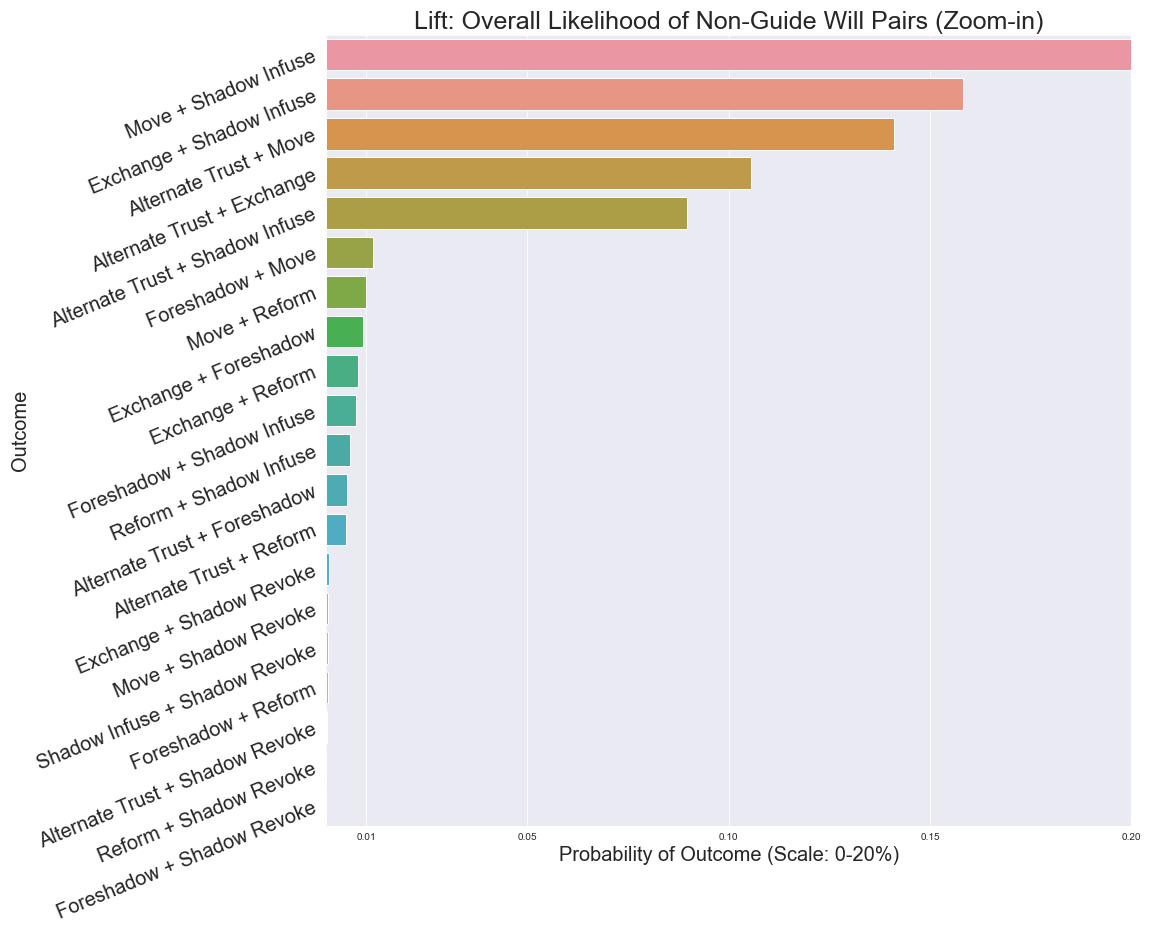 Lift: Overall Likelihood of Non-Guide Will Pairs (Zoom-in)
Outcome
Move + Shadow Infuse
Exchange + Shadow Infuse
Alternate Trust + Move
Alternate Trust + Exchange
Alternate Trust + Shadow Infuse
Foreshadow + Move
Move + Reform
Exchange + Foreshadow
Exchange + Reform
Foreshadow + Shadow Infuse
Reform + Shadow Infuse
Alternate Trust + Foreshadow
Alternate Trust + Reform
Exchange + Shadow Revoke
Move + Shadow Revoke
Shadow Infuse + Shadow Revoke
Foreshadow + Reform
Alternate Trust + Shadow Revoke
Reform + Shadow Revoke
Foreshadow + Shadow Revoke
0.01 0.05 0.10 0.15 0.20
Probability of Outcome (Scale: 0-20%)